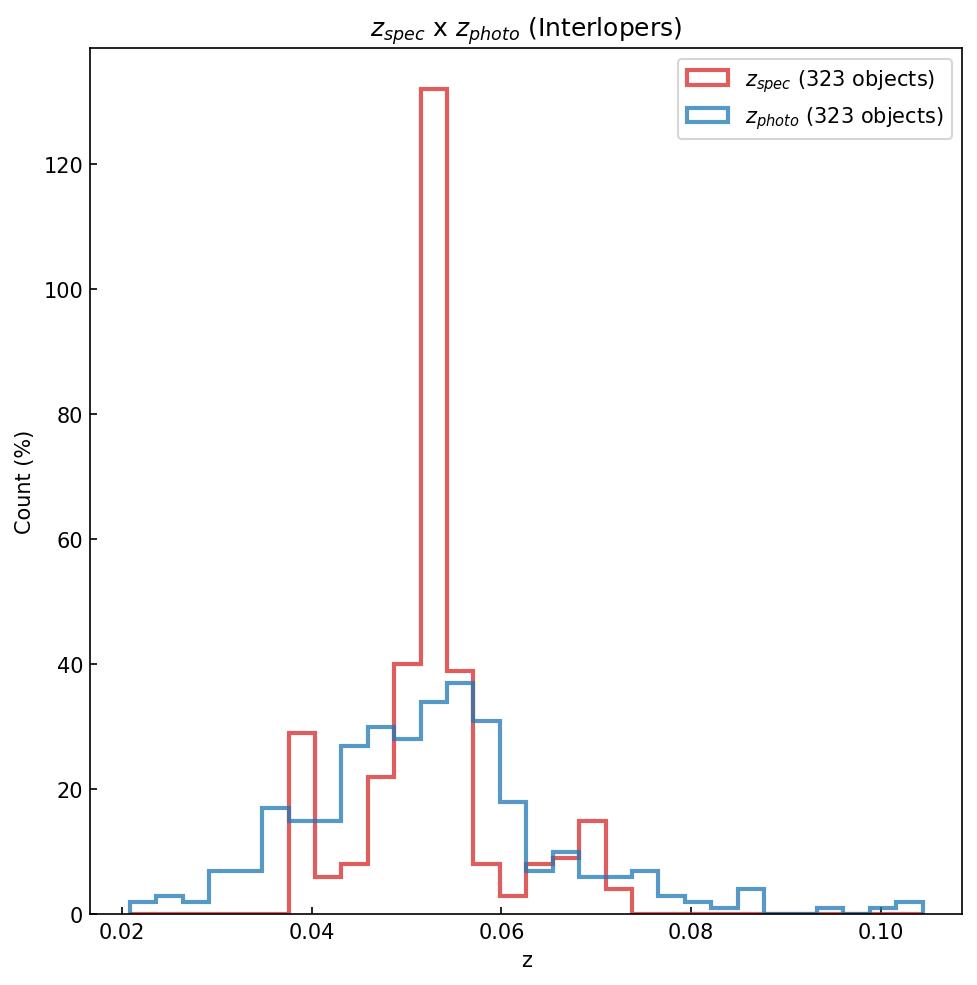 z_spec x z_photo (Interlopers)
z_spec (323 objects)
z_photo (323 objects)
Count (%)
120
100
80
60
40
20
0
0.02 0.04 0.06 0.08 0.10
z